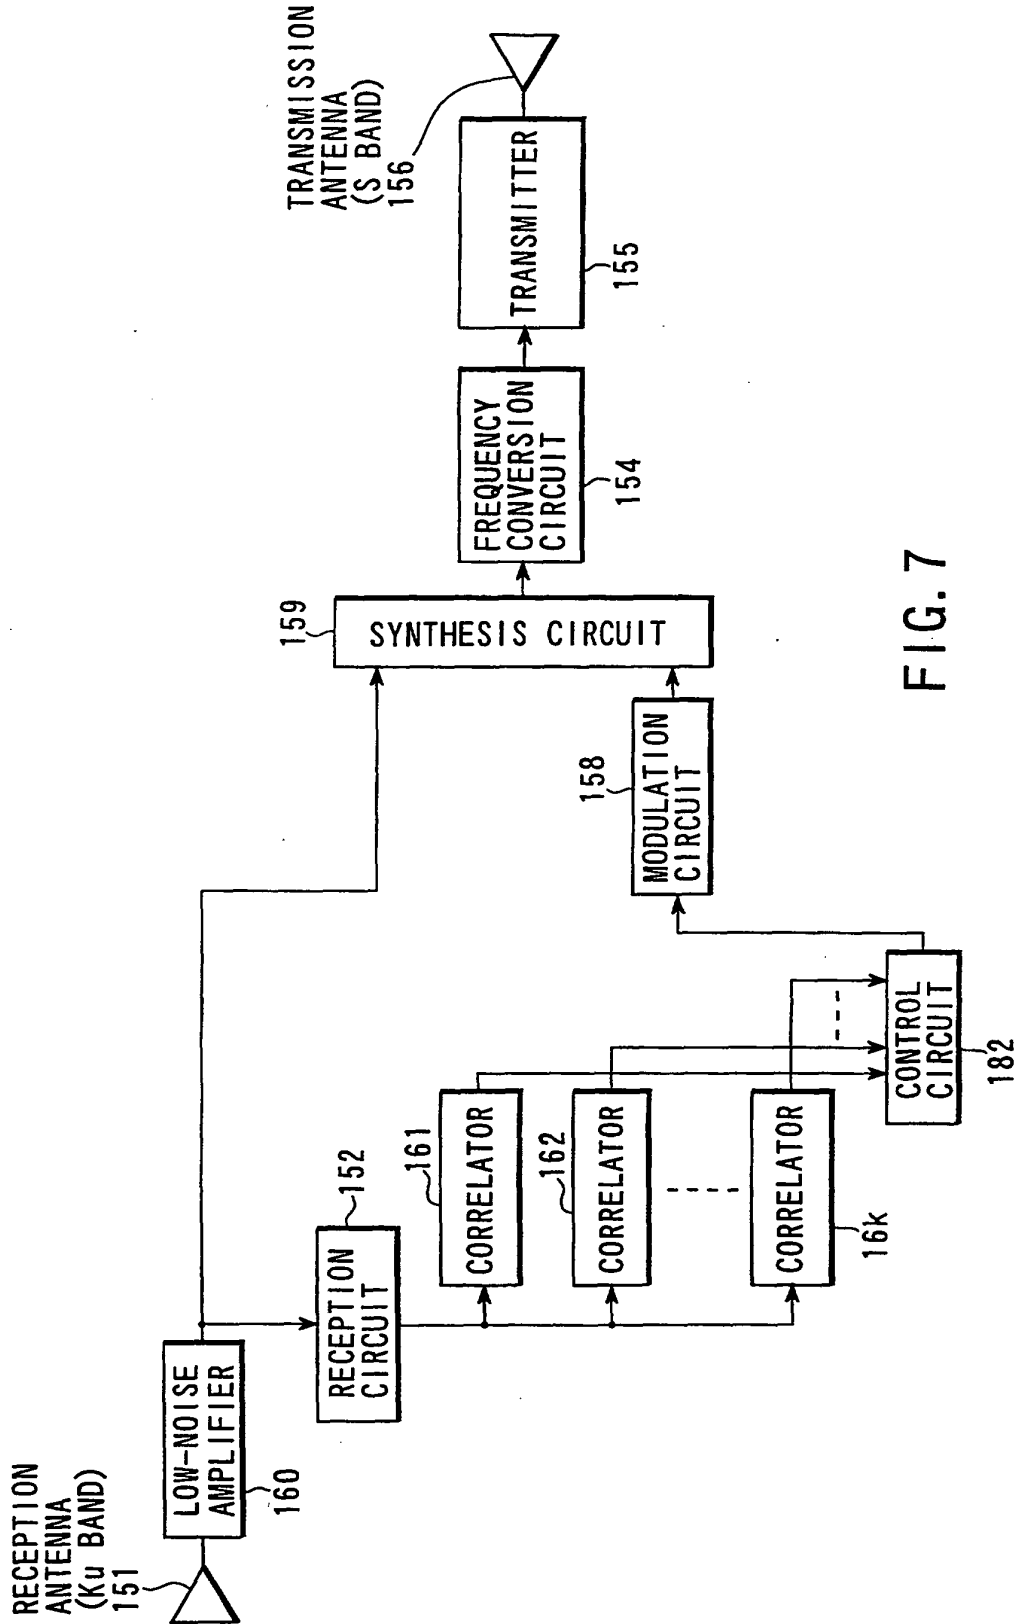 RECEPTION
ANTENNA
(Ku BAND)
151
LOW-NOISE
AMPLIFIER
160
RECEPTION
CIRCUIT
152
CORRELATOR
161
CORRELATOR
162
CORRELATOR
16k
CONTROL
CIRCUIT
182
MODULATION
CIRCUIT
158
SYNTHESIS CIRCUIT
159
FREQUENCY
CONVERSION
CIRCUIT
154
TRANSMITTER
155
TRANSMISSION
ANTENNA
(S BAND)
156
FIG. 7